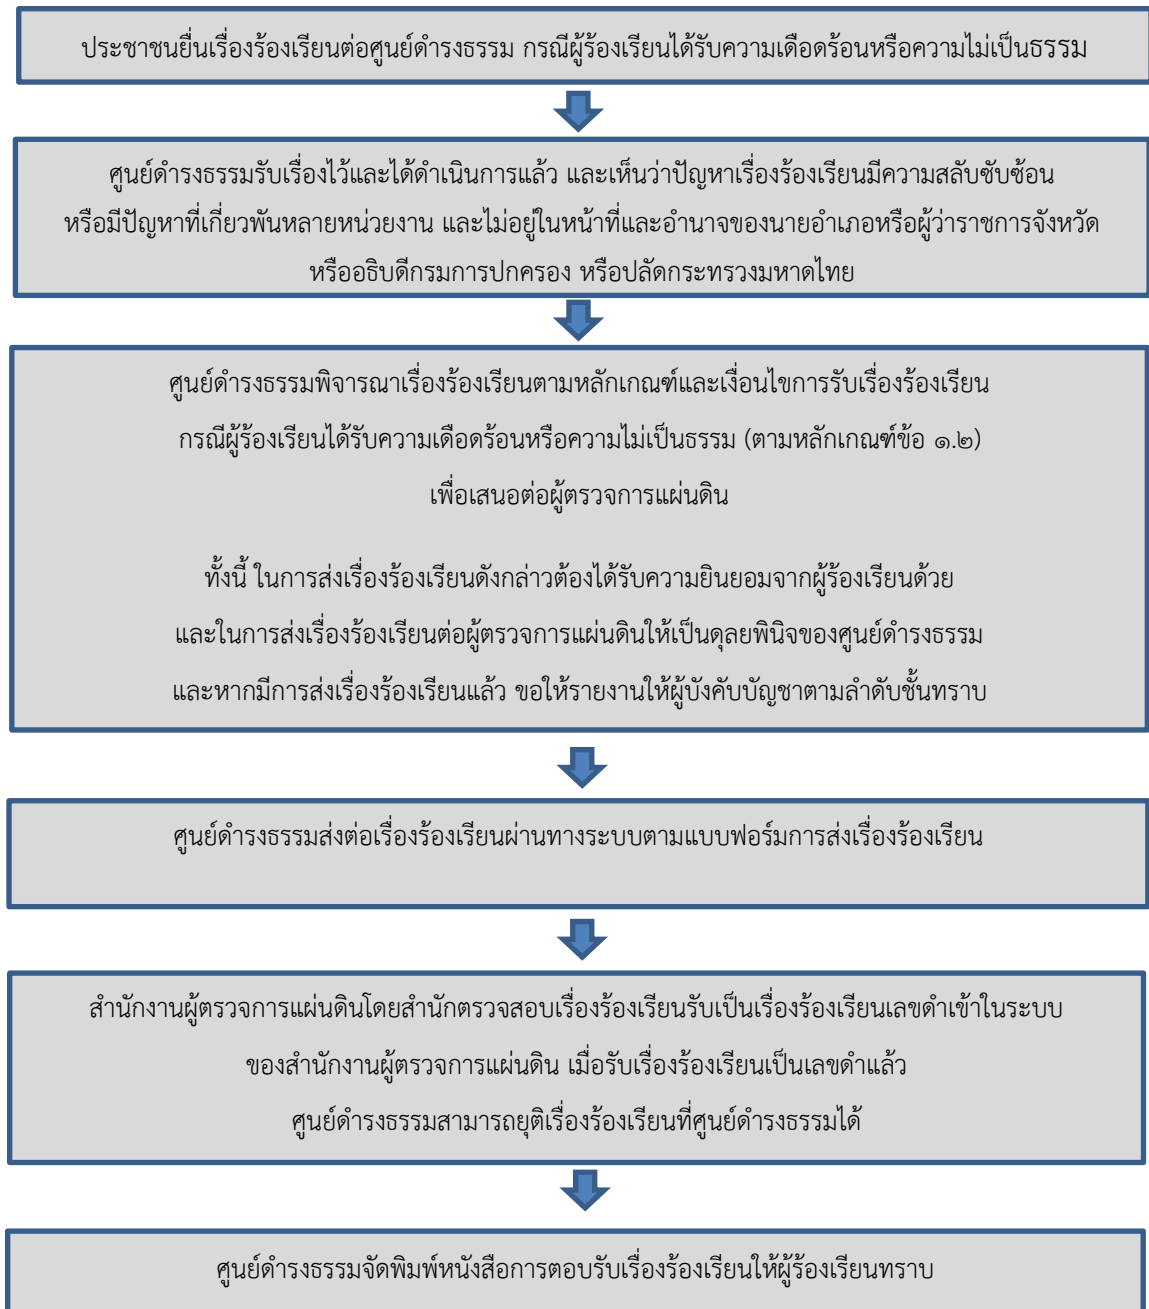 ประชาชนยื่นเรื่องร้องเรียนต่อศูนย์ดำรงธรรม กรณีผู้ร้องเรียนได้รับความเดือดร้อนหรือความไม่เป็นธรรม
ศูนย์ดำรงธรรมรับเรื่องไว้และได้ดำเนินการแล้ว และเห็นว่าปัญหาเรื่องร้องเรียนมีความสลับซับซ้อน
หรือมีปัญหาที่เกี่ยวพันหลายหน่วยงาน และไม่อยู่ในหน้าที่และอำนาจของนายอำเภอหรือผู้ว่าราชการจังหวัด
หรืออธิบดีกรมการปกครอง หรือปลัดกระทรวงมหาดไทย
ศูนย์ดำรงธรรมพิจารณาเรื่องร้องเรียนตามหลักเกณฑ์และเงื่อนไขการรับเรื่องร้องเรียน
กรณีผู้ร้องเรียนได้รับความเดือดร้อนหรือความไม่เป็นธรรม (ตามหลักเกณฑ์ข้อ ๑.๒)
เพื่อเสนอต่อผู้ตรวจการแผ่นดิน
ทั้งนี้ ในการส่งเรื่องร้องเรียนดังกล่าวต้องได้รับความยินยอมจากผู้ร้องเรียนด้วย
และในการส่งเรื่องร้องเรียนต่อผู้ตรวจการแผ่นดินให้เป็นดุลยพินิจของศูนย์ดำรงธรรม
และหากมีการส่งเรื่องร้องเรียนแล้ว ขอให้รายงานให้ผู้บังคับบัญชาตามลำดับชั้นทราบ
ศูนย์ดำรงธรรมส่งต่อเรื่องร้องเรียนผ่านทางระบบตามแบบฟอร์มการส่งเรื่องร้องเรียน
สำนักงานผู้ตรวจการแผ่นดินโดยสำนักตรวจสอบเรื่องร้องเรียนรับเป็นเรื่องร้องเรียนเลขดำเข้าในระบบ
ของสำนักงานผู้ตรวจการแผ่นดิน เมื่อรับเรื่องร้องเรียนเป็นเลขดำแล้ว
ศูนย์ดำรงธรรมสามารถยุติเรื่องร้องเรียนที่ศูนย์ดำรงธรรมได้
ศูนย์ดำรงธรรมจัดพิมพ์หนังสือการตอบรับเรื่องร้องเรียนให้ผู้ร้องเรียนทราบ